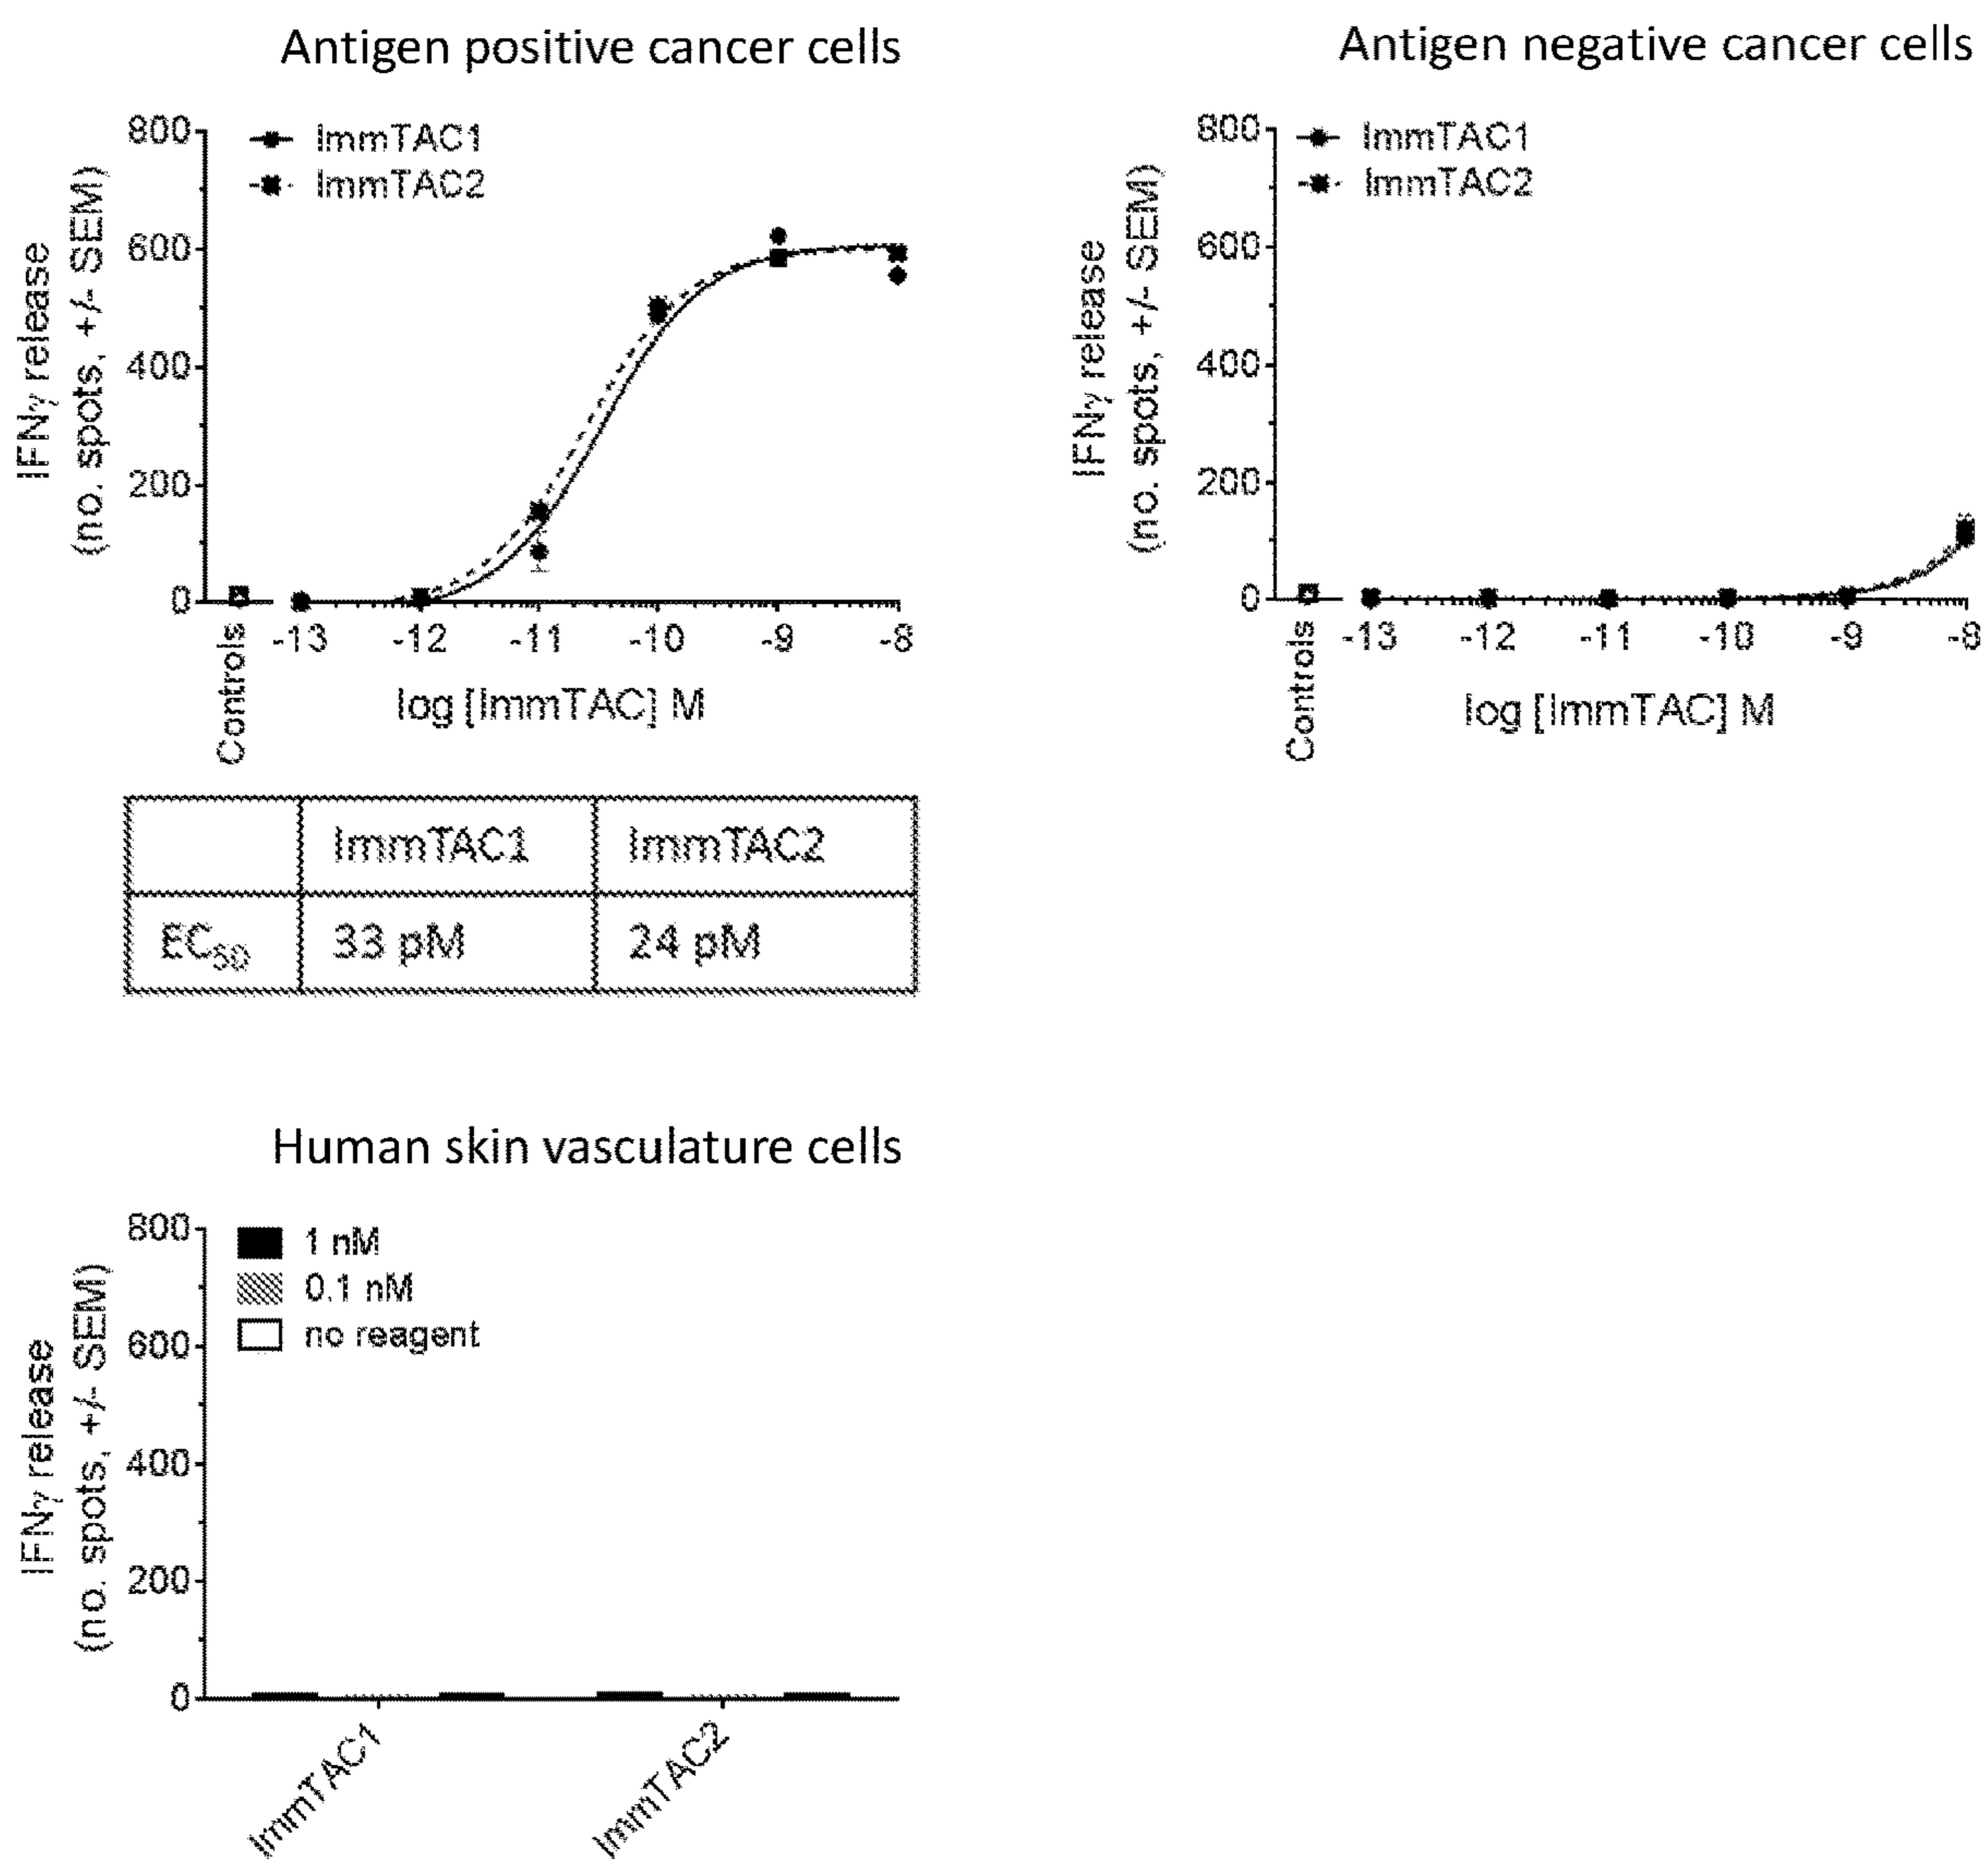 Antigen positive cancer cells
IFNγ release
(no. spots, +/- SEM)
800
600
400
200
0
ImmTAC1
ImmTAC2
Controls
-13 -12 -11 -10 -9 -8
log [ImmTAC] M
ImmTAC1 ImmTAC2
EC50 33 pM 24 pM
Antigen negative cancer cells
IFNγ release
(no. spots, +/- SEM)
800
600
400
200
0
ImmTAC1
ImmTAC2
Controls
-13 -12 -11 -10 -9 -8
log [ImmTAC] M
Human skin vasculature cells
IFNγ release
(no. spots, +/- SEM)
800
600
400
200
0
1 nM
0.1 nM
no reagent
ImmTAC1
ImmTAC2